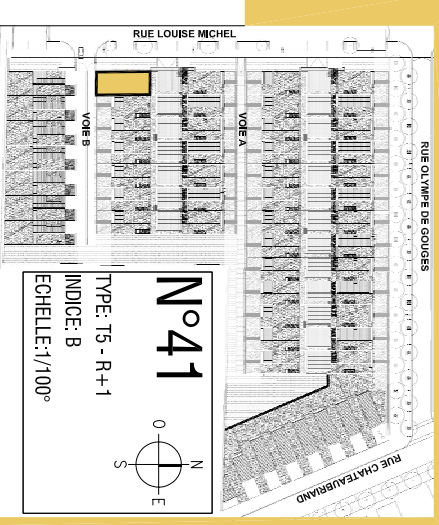 RUE LOUISE MICHEL
VOIE B
VOIE A
RUE OLYMPE DE GOUGES
RUE CHATEAUBRIAND
N°41
TYPE: T5 - R+1
INDICE: B
ECHELLE:1/100°
N
O
E
S